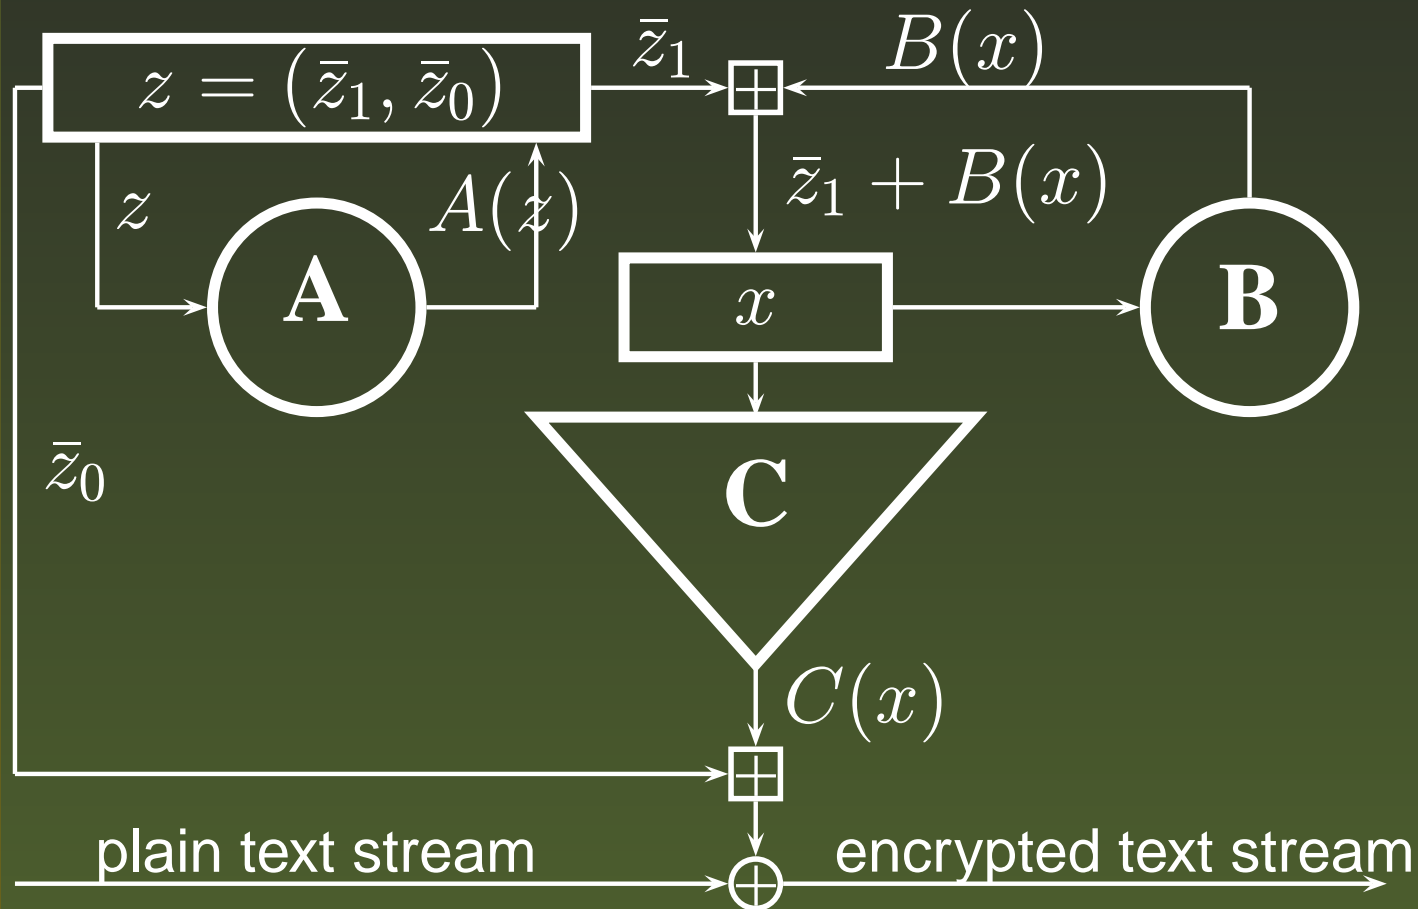 z = (z̄₁, z̄₀)
z̄₁
B(x)
z
A(z)
z̄₁ + B(x)
A
x
B
z̄₀
C
C(x)
plain text stream
encrypted text stream